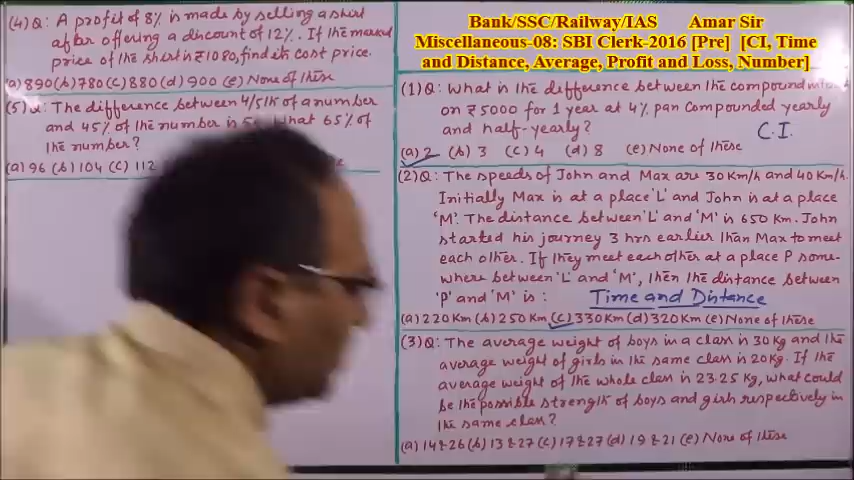 Bank/SSC/Railway/IAS Amar Sir
Miscellaneous-08: SBI Clerk-2016 [Pre] [CI, Time
and Distance, Average, Profit and Loss, Number]
(4) Q: A profit of 8% is made by selling a shirt
after offering a discount of 12%. If the marked
price of the shirt is ₹1080, find its cost price.
(a) 890 (b) 780 (c) 880 (d) 900 (e) None of these
(5) Q: The difference between 4/5th of a number
and 45% of the number is 5 What 65% of
the number?
(a) 96 (b) 104 (c) 112
(1) Q: What is the difference between the compound
on ₹5000 for 1 year at 4% pan compounded yearly
and half-yearly? C.I.
(a) 2 (b) 3 (c) 4 (d) 8 (e) None of these
(2) Q: The speeds of John and Max are 30 Km/h and 40 Km/h.
Initially Max is at a place 'L' and John is at a place
'M'. The distance between 'L' and 'M' is 650 Km. John
started his journey 3 hrs earlier than Max to meet
each other. If they meet each other at a place P some-
where between 'L' and 'M', then the distance between
'P' and 'M' is : Time and Distance
(a) 220 Km (b) 250 Km (c) 330 Km (d) 320 Km (e) None of these
(3) Q: The average weight of boys in a class is 30 Kg and the
average weight of girls in the same class is 20 Kg. If the
average weight of the whole class is 23.25 Kg, what could
be the possible strength of boys and girls respectively in
the same class?
(a) 14 & 26 (b) 13 & 27 (c) 17 & 27 (d) 19 & 21 (e) None of these